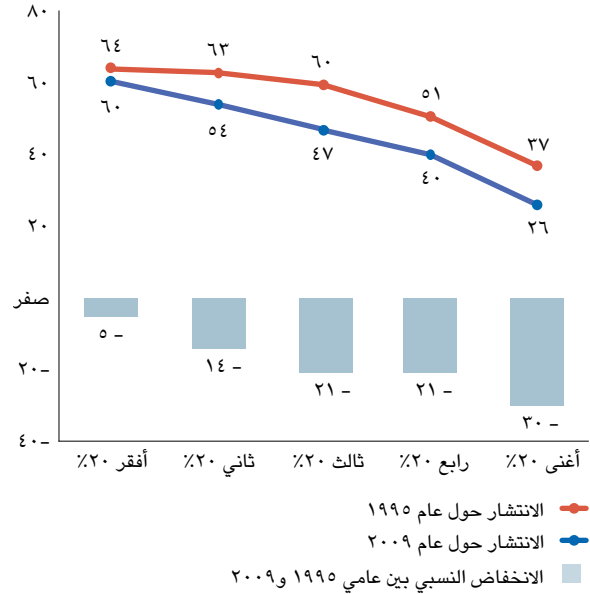 ٨٠
٦٤ ٦٣ ٦٠ ٥١ ٣٧
٦٠
٦٠ ٥٤ ٤٧ ٤٠ ٢٦
٤٠
٢٠
صفر
– ٥ – ١٤ – ٢١ – ٢١ – ٣٠
–٢٠
–٤٠
أفقر ٢٠٪ ثاني ٢٠٪ ثالث ٢٠٪ رابع ٢٠٪ أغنى ٢٠٪
الانتشار حول عام ١٩٩٥
الانتشار حول عام ٢٠٠٩
الانخفاض النسبي بين عامي ١٩٩٥ و٢٠٠٩